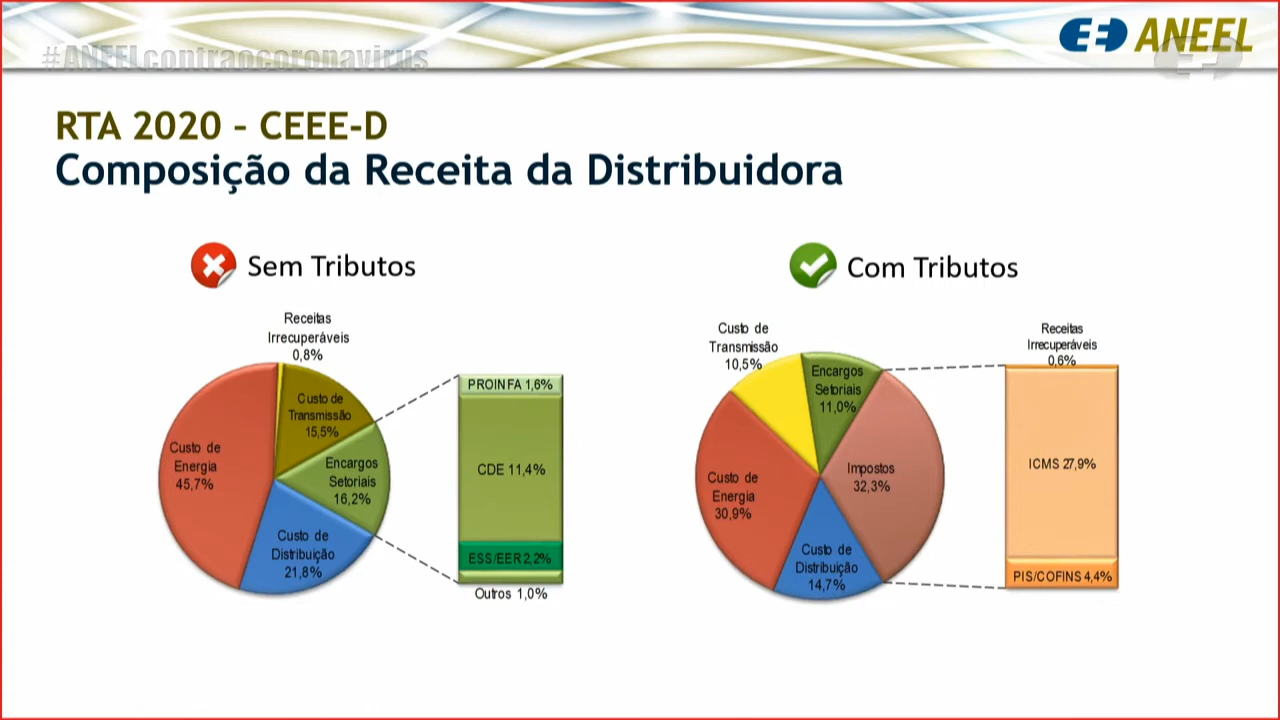 #ANEELcontraocoronavirus
ANEEL
RTA 2020 – CEEE-D
Composição da Receita da Distribuidora
Sem Tributos
Receitas
Irrecuperáveis
0,8%
Custo de
Transmissão
15,5%
Custo de
Energia
45,7%
Encargos
Setoriais
16,2%
Custo de
Distribuição
21,8%
PROINFA 1,6%
CDE 11,4%
ESS/EER 2,2%
Outros 1,0%
Com Tributos
Custo de
Transmissão
10,5%
Encargos
Setoriais
11,0%
Impostos
32,3%
Custo de
Energia
30,9%
Custo de
Distribuição
14,7%
Receitas
Irrecuperáveis
0,6%
ICMS 27,9%
PIS/COFINS 4,4%